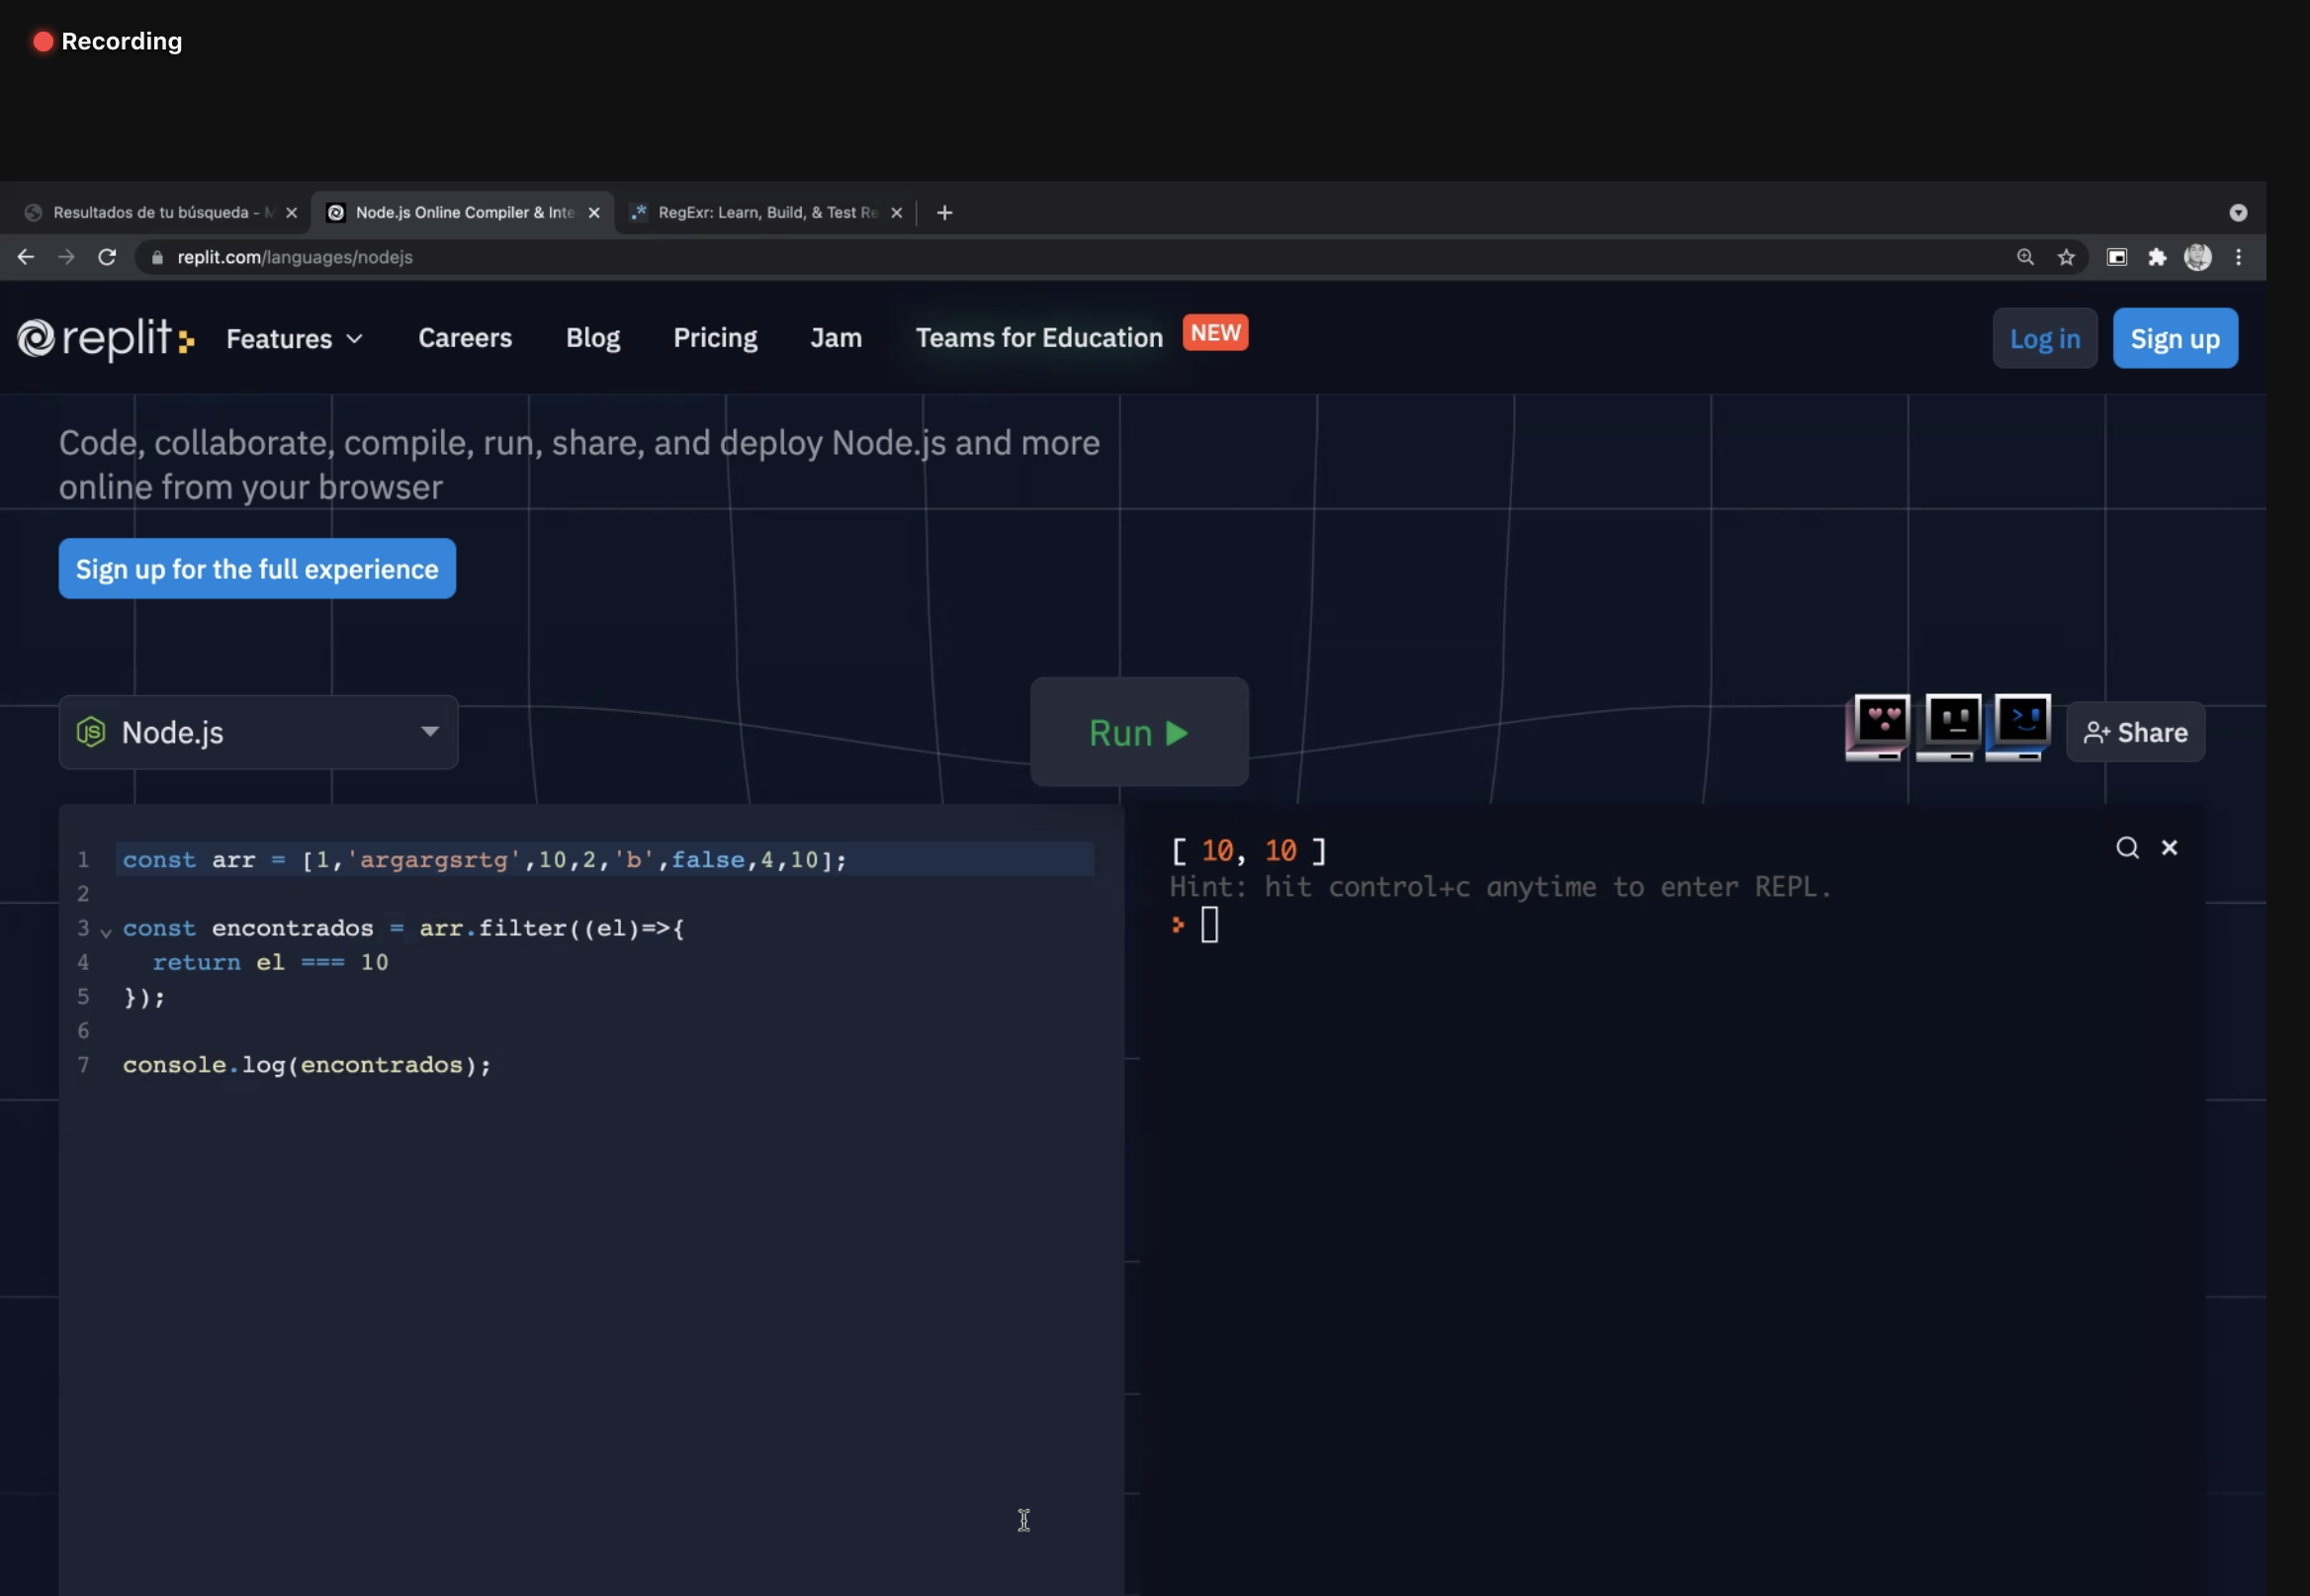 Recording
Resultados de tu búsqueda - M
Node.js Online Compiler & Inte
RegExr: Learn, Build, & Test Re
replit.com/languages/nodejs
replit
Features
Careers
Blog
Pricing
Jam
Teams for Education
NEW
Log in
Sign up
Code, collaborate, compile, run, share, and deploy Node.js and more
online from your browser
Sign up for the full experience
JS
Node.js
Run
Share
1 const arr = [1,'argargsrtg',10,2,'b',false,4,10];
2
3 const encontrados = arr.filter((el)=>{
4   return el === 10
5 });
6
7 console.log(encontrados);
[ 10, 10 ]
Hint: hit control+c anytime to enter REPL.